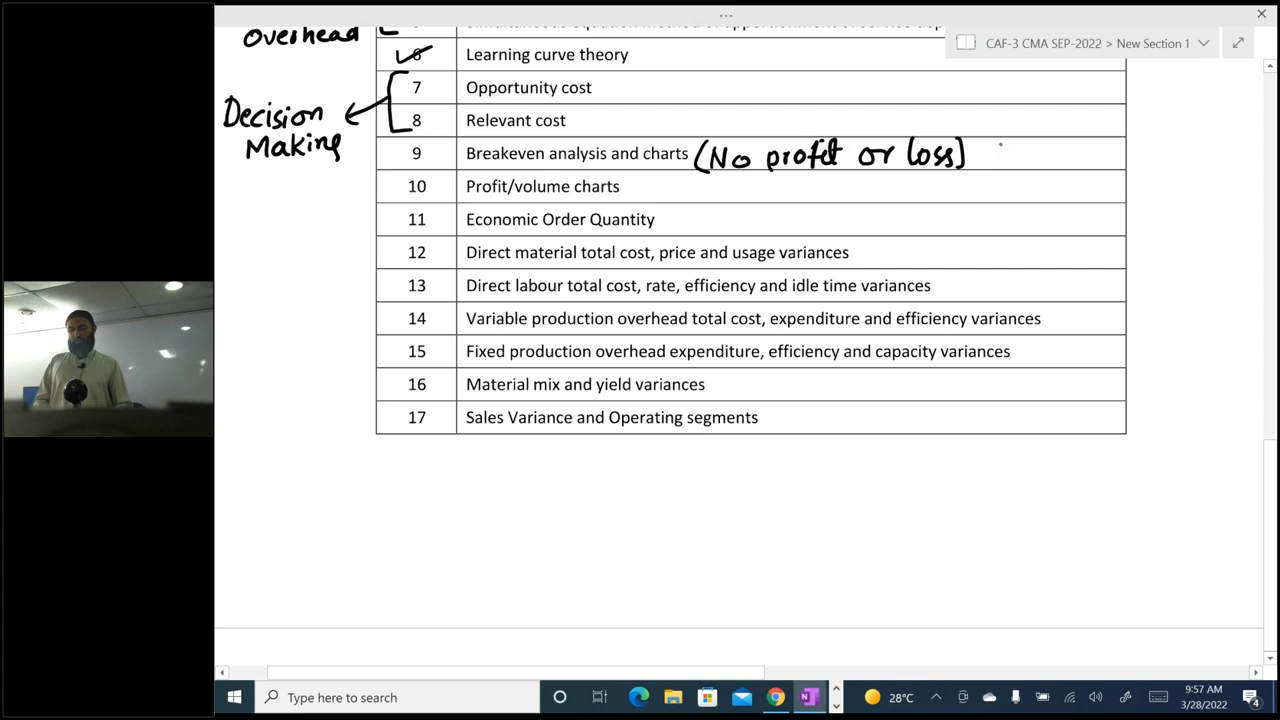 overhead
CAF-3 CMA SEP-2022 > New Section 1
6 Learning curve theory
7 Opportunity cost
8 Relevant cost
Decision
Making
9 Breakeven analysis and charts (No profit or loss)
10 Profit/volume charts
11 Economic Order Quantity
12 Direct material total cost, price and usage variances
13 Direct labour total cost, rate, efficiency and idle time variances
14 Variable production overhead total cost, expenditure and efficiency variances
15 Fixed production overhead expenditure, efficiency and capacity variances
16 Material mix and yield variances
17 Sales Variance and Operating segments
Type here to search
28°C
9:57 AM
3/28/2022
4